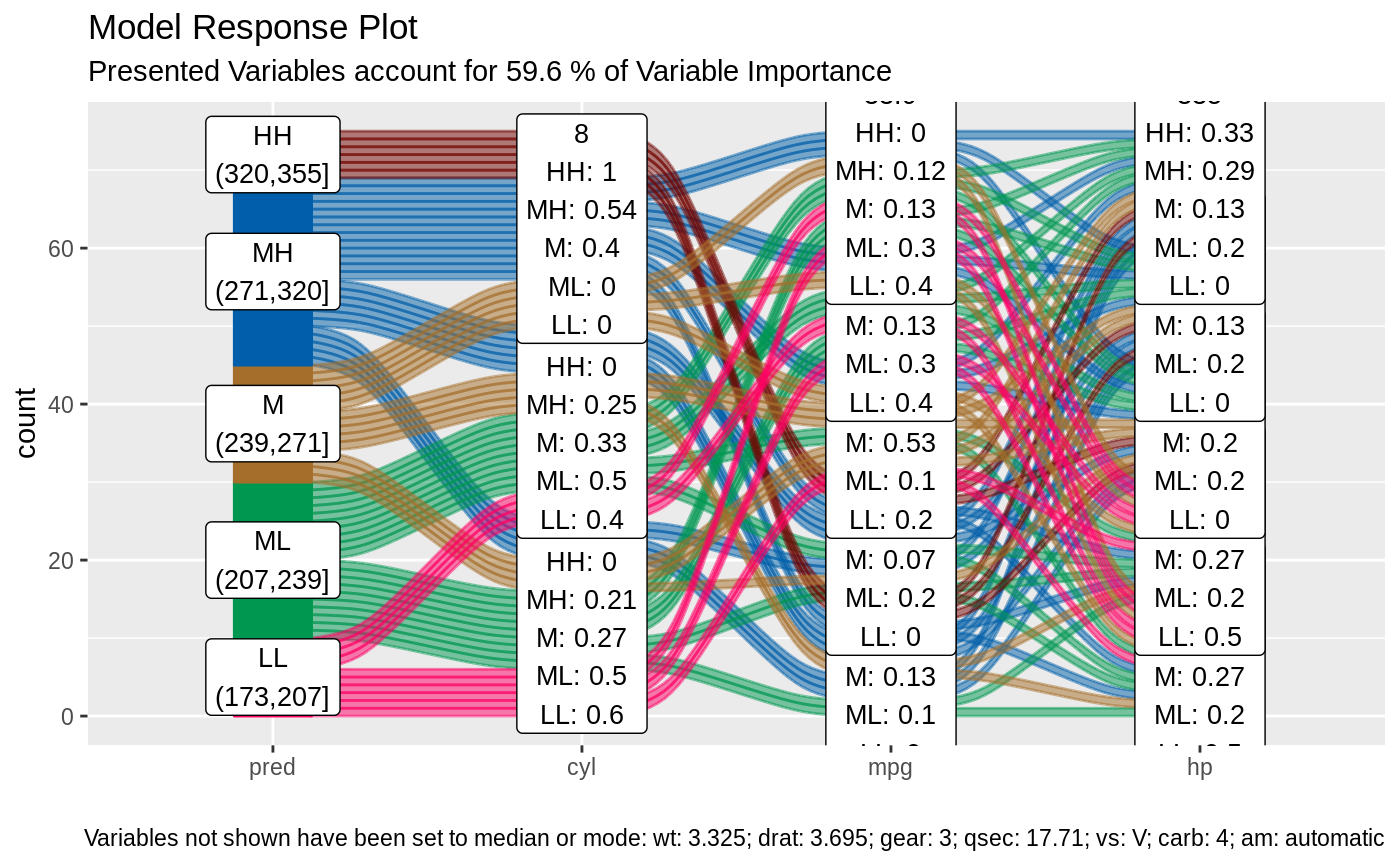 Model Response Plot
Presented Variables account for 59.6 % of Variable Importance
count
60
40
20
0
HH
(320,355]
MH
(271,320]
M
(239,271]
ML
(207,239]
LL
(173,207]
8
HH: 1
MH: 0.54
M: 0.4
ML: 0
LL: 0
HH: 0
MH: 0.25
M: 0.33
ML: 0.5
LL: 0.4
HH: 0
MH: 0.21
M: 0.27
ML: 0.5
LL: 0.6
HH: 0
MH: 0.12
M: 0.13
ML: 0.3
LL: 0.4
M: 0.13
ML: 0.3
LL: 0.4
M: 0.53
ML: 0.1
LL: 0.2
M: 0.07
ML: 0.2
LL: 0
M: 0.13
ML: 0.1
HH: 0.33
MH: 0.29
M: 0.13
ML: 0.2
LL: 0
M: 0.13
ML: 0.2
LL: 0
M: 0.2
ML: 0.2
LL: 0
M: 0.27
ML: 0.2
LL: 0.5
M: 0.27
ML: 0.2
pred
cyl
mpg
hp
Variables not shown have been set to median or mode: wt: 3.325; drat: 3.695; gear: 3; qsec: 17.71; vs: V; carb: 4; am: automatic